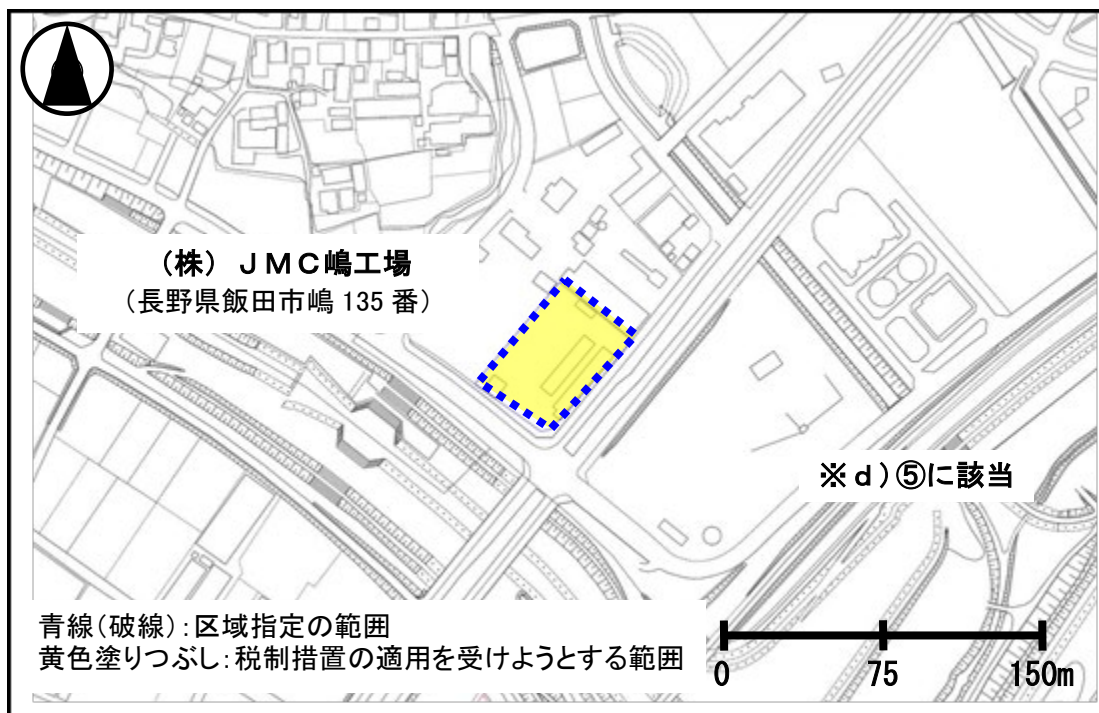 (株) JMC嶋工場
(長野県飯田市嶋 135 番)
※d)⑤に該当
青線(破線):区域指定の範囲
黄色塗りつぶし:税制措置の適用を受けようとする範囲
0 75 150m